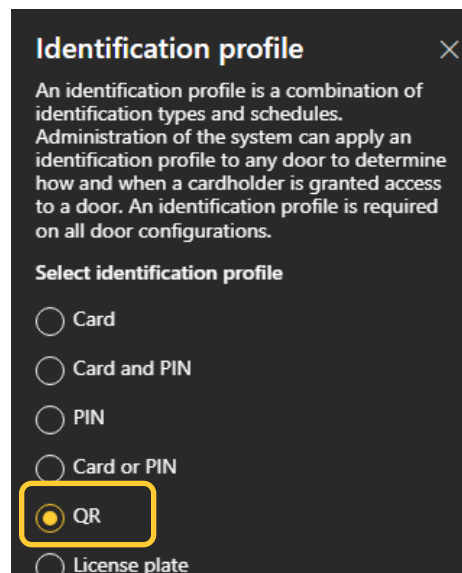 Identification profile
An identification profile is a combination of
identification types and schedules.
Administration of the system can apply an
identification profile to any door to determine
how and when a cardholder is granted access
to a door. An identification profile is required
on all door configurations.
Select identification profile
Card
Card and PIN
PIN
Card or PIN
QR
License plate